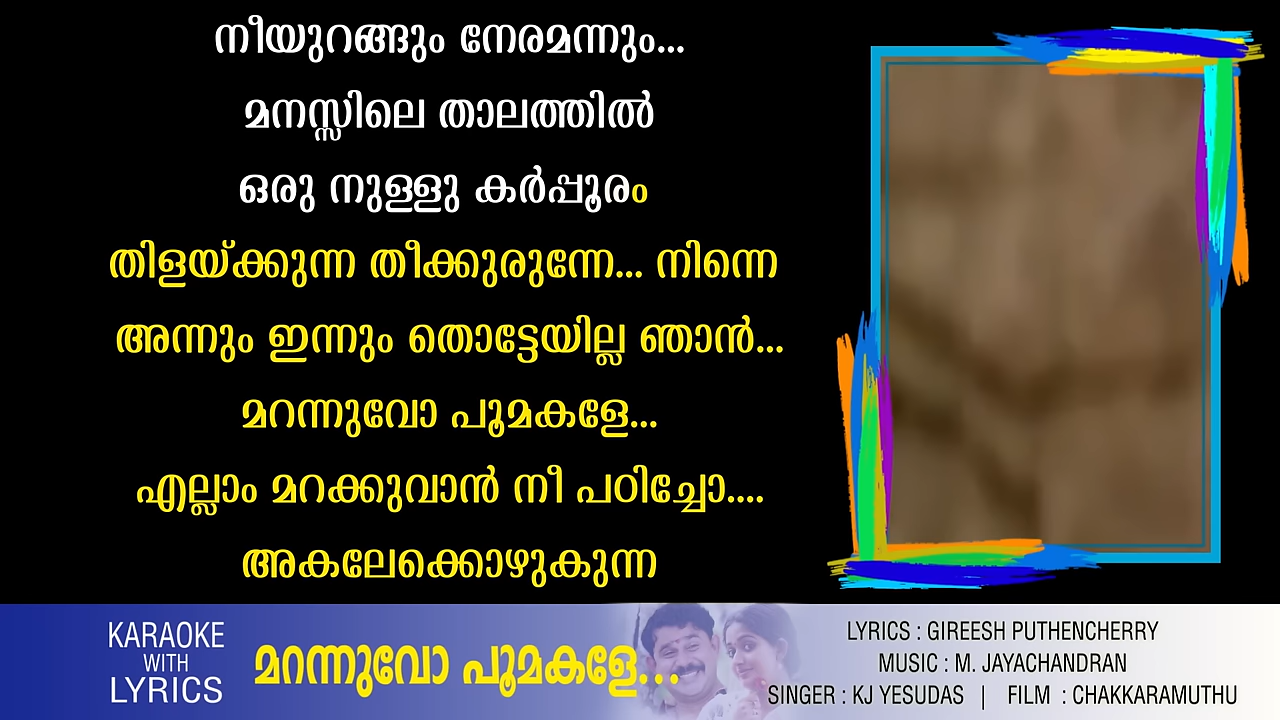 നീയുറങ്ങും നേരമന്നും...
മനസ്സിലെ താലത്തിൽ
ഒരു നുള്ളു കർപ്പൂരം
തിളയ്ക്കുന്ന തീക്കുരുന്നേ... നിന്നെ
അന്നും ഇന്നും തൊട്ടേയില്ല ഞാൻ...
മറന്നുവോ പൂമകളേ...
എല്ലാം മറക്കുവാൻ നീ പഠിച്ചോ....
അകലേക്കൊഴുകുന്ന
KARAOKE
WITH
LYRICS
മറന്നുവോ പൂമകളേ...
LYRICS : GIREESH PUTHENCHERRY
MUSIC : M. JAYACHANDRAN
SINGER : KJ YESUDAS | FILM : CHAKKARAMUTHU